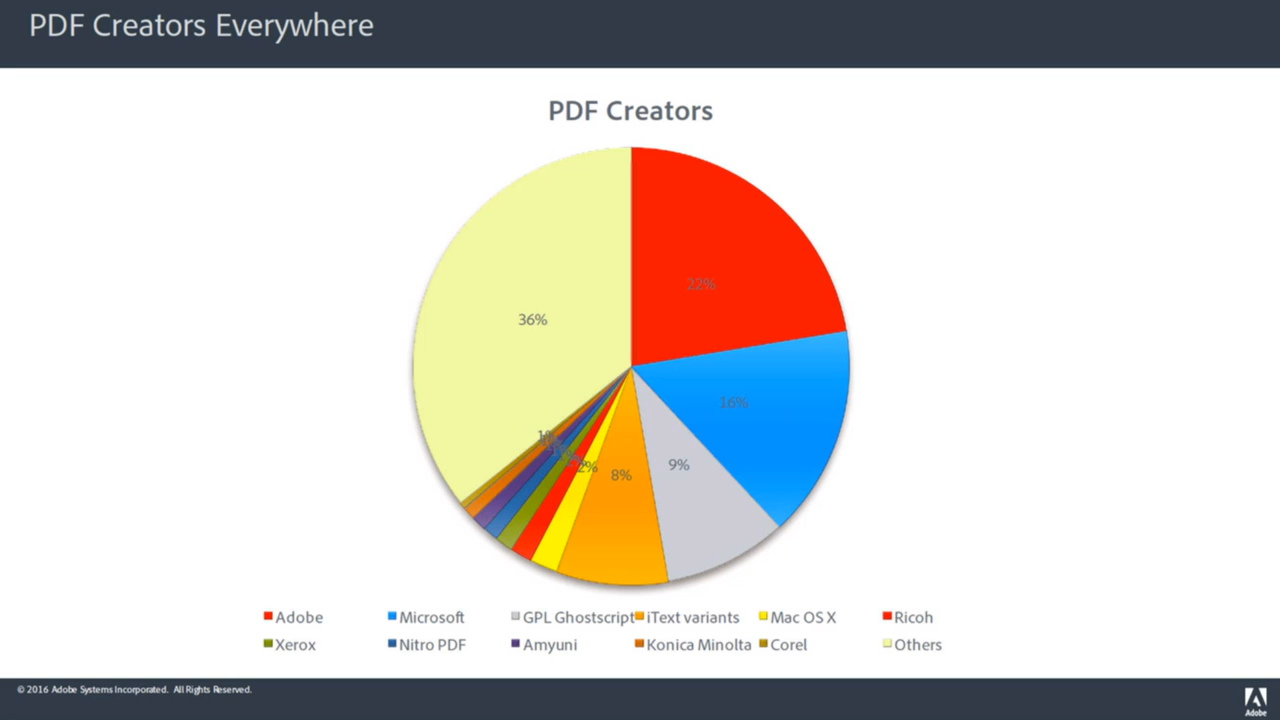 PDF Creators Everywhere
PDF Creators
22%
36%
16%
9%
8%
2%
Adobe Microsoft GPL Ghostscript iText variants Mac OS X Ricoh
Xerox Nitro PDF Amyuni Konica Minolta Corel Others
© 2016 Adobe Systems Incorporated. All Rights Reserved.
Adobe